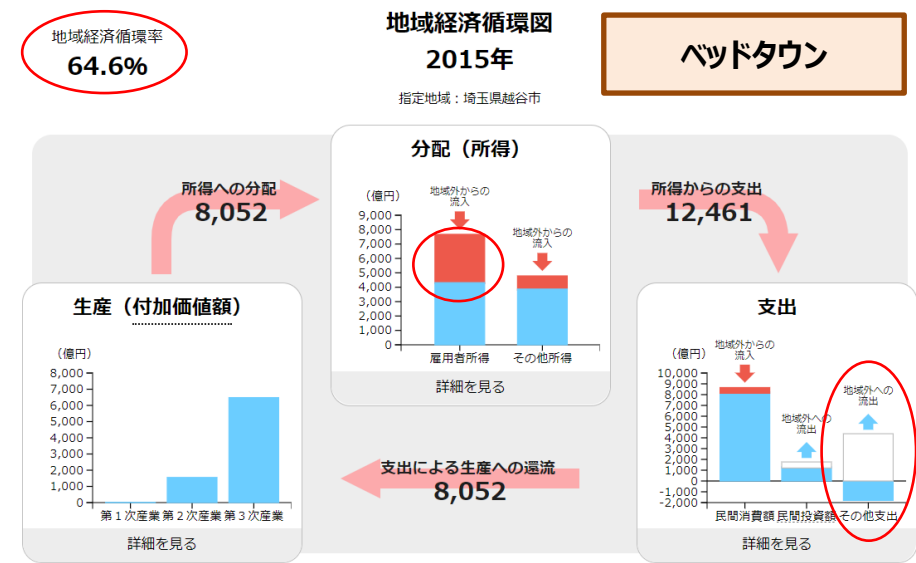 地域経済循環率
64.6%
地域経済循環図
2015年
指定地域：埼玉県越谷市
ベッドタウン
分配（所得）
（億円）
地域外からの
流入
地域外からの
流入
9,000
8,000
7,000
6,000
5,000
4,000
3,000
2,000
1,000
0
雇用者所得
その他所得
詳細を見る
所得への分配
8,052
所得からの支出
12,461
生産（付加価値額）
（億円）
8,000
7,000
6,000
5,000
4,000
3,000
2,000
1,000
0
第１次産業
第２次産業
第３次産業
詳細を見る
支出による生産への還流
8,052
支出
（億円）
地域外からの
流入
地域外への
流出
地域外への
流出
10,000
9,000
8,000
7,000
6,000
5,000
4,000
3,000
2,000
1,000
0
-1,000
-2,000
民間消費額
民間投資額
その他支出
詳細を見る